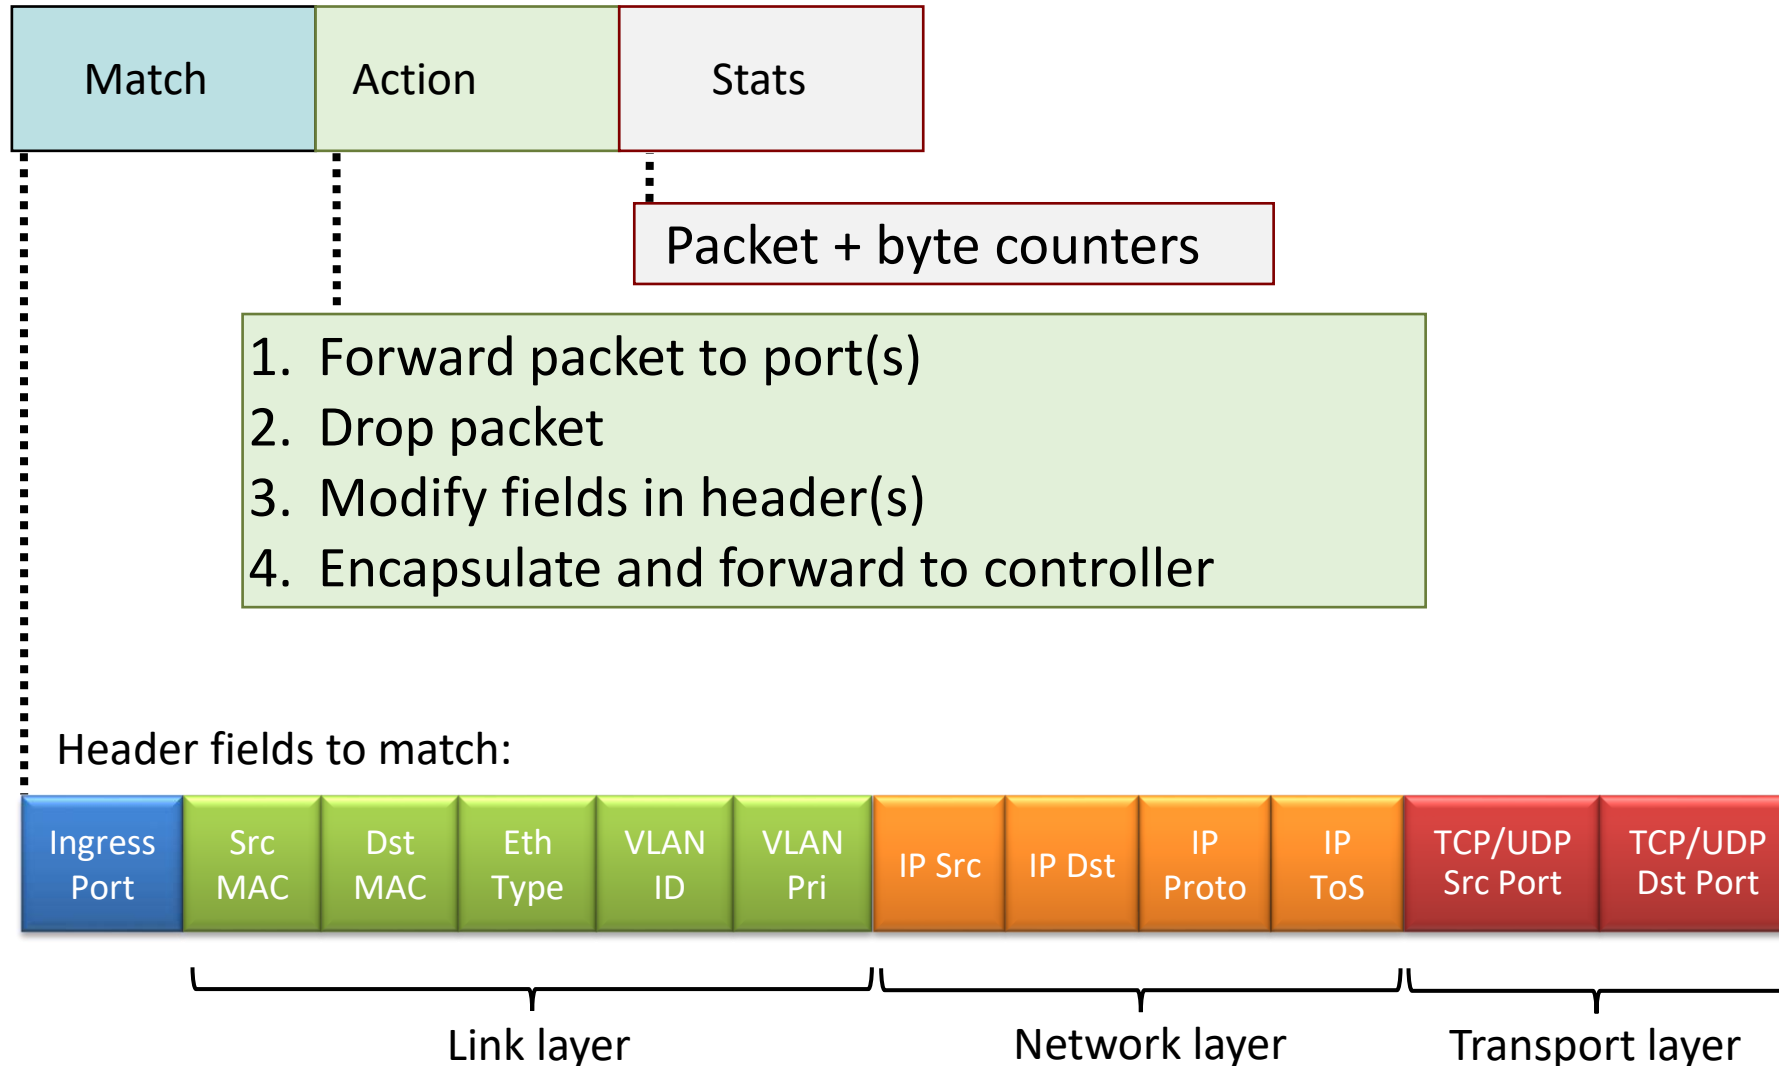 Match
Action
Stats
Packet + byte counters
1. Forward packet to port(s)
2. Drop packet
3. Modify fields in header(s)
4. Encapsulate and forward to controller
Header fields to match:
Ingress
Port
Src
MAC
Dst
MAC
Eth
Type
VLAN
ID
VLAN
Pri
IP Src
IP Dst
IP
Proto
IP
ToS
TCP/UDP
Src Port
TCP/UDP
Dst Port
Link layer
Network layer
Transport layer